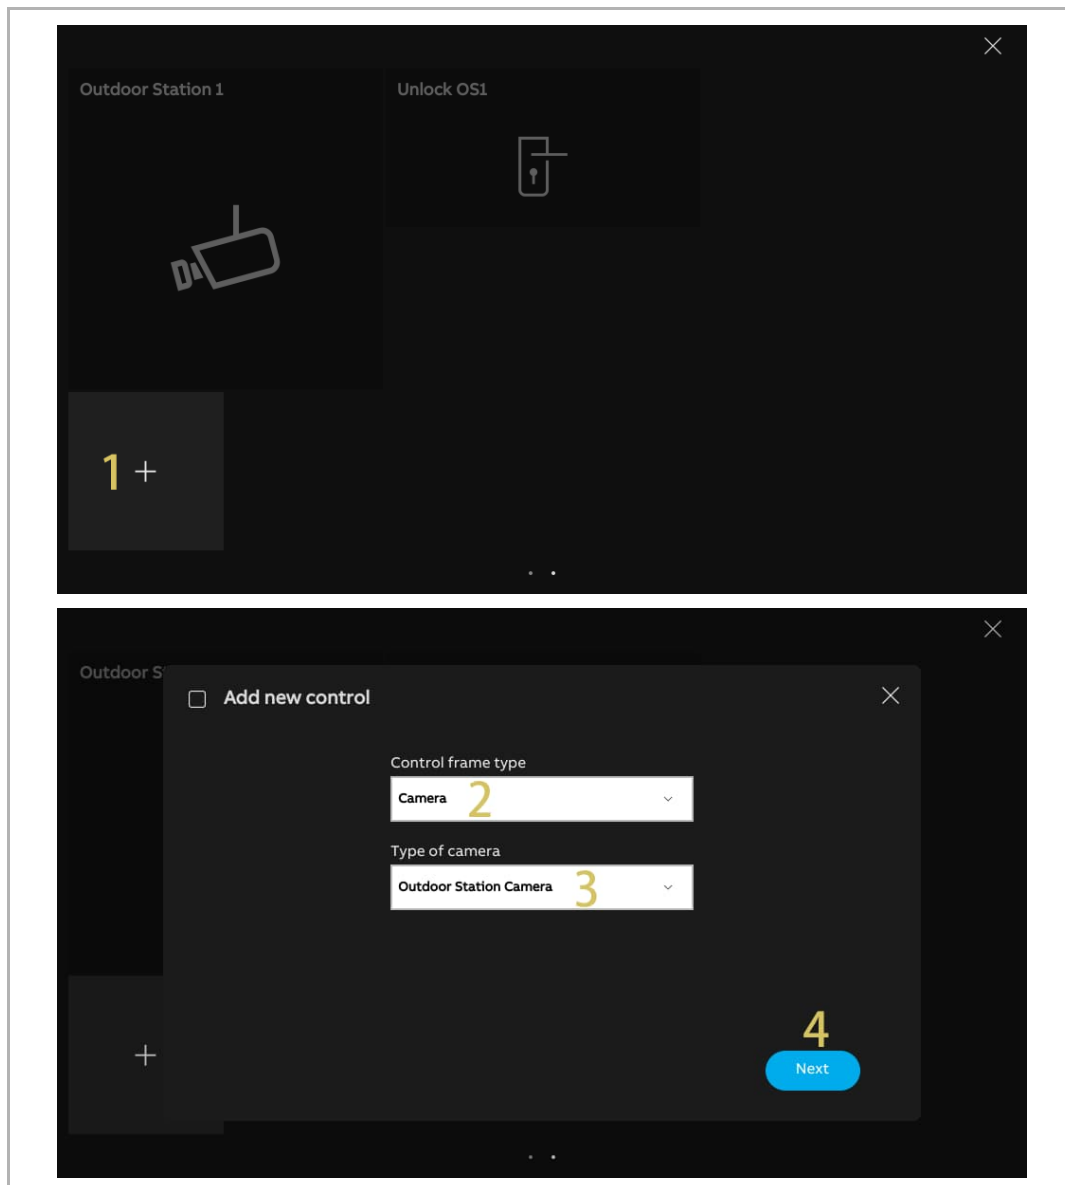 Outdoor Station 1
Unlock OS1
1 +
Outdoor S
Add new control
Control frame type
Camera 2
Type of camera
Outdoor Station Camera 3
4
+
Next